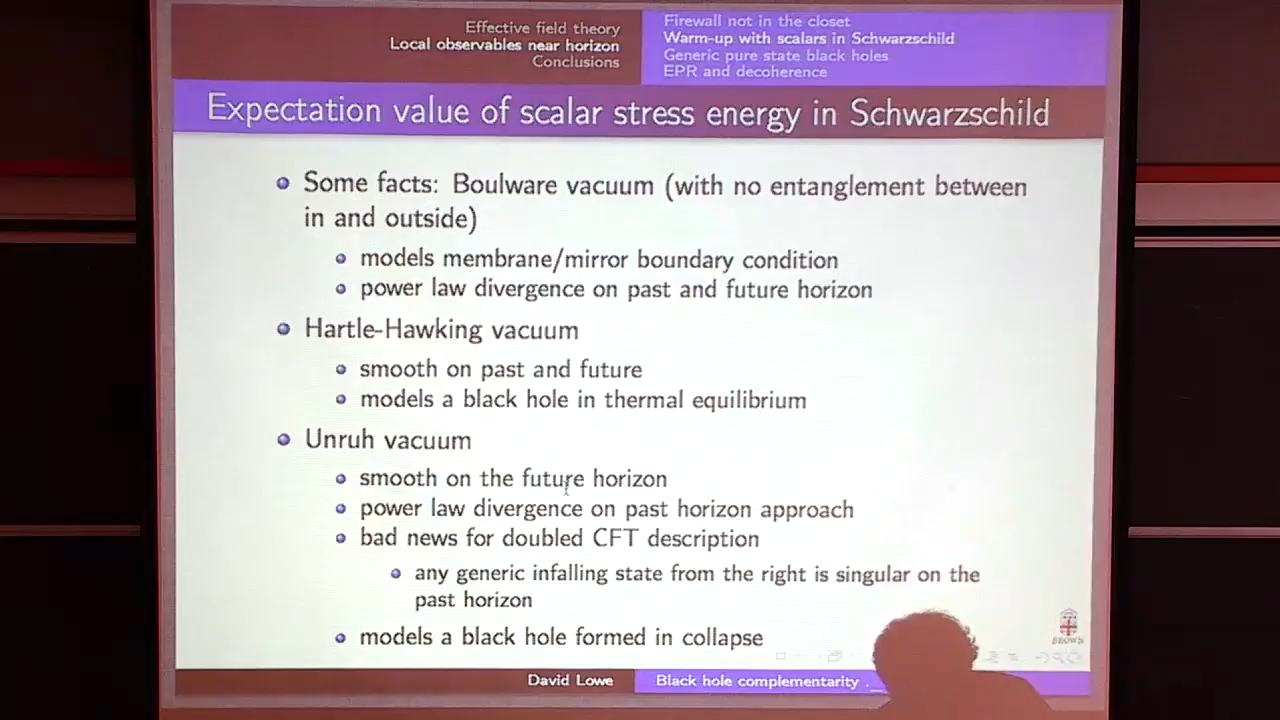 Effective field theory
Local observables near horizon
Conclusions
Firewall not in the closet
Warm-up with scalars in Schwarzschild
Generic pure state black holes
EPR and decoherence
Expectation value of scalar stress energy in Schwarzschild
Some facts: Boulware vacuum (with no entanglement between
in and outside)
models membrane/mirror boundary condition
power law divergence on past and future horizon
Hartle-Hawking vacuum
smooth on past and future
models a black hole in thermal equilibrium
Unruh vacuum
smooth on the future horizon
power law divergence on past horizon approach
bad news for doubled CFT description
any generic infalling state from the right is singular on the
past horizon
models a black hole formed in collapse
BROWN
David Lowe
Black hole complementarity .